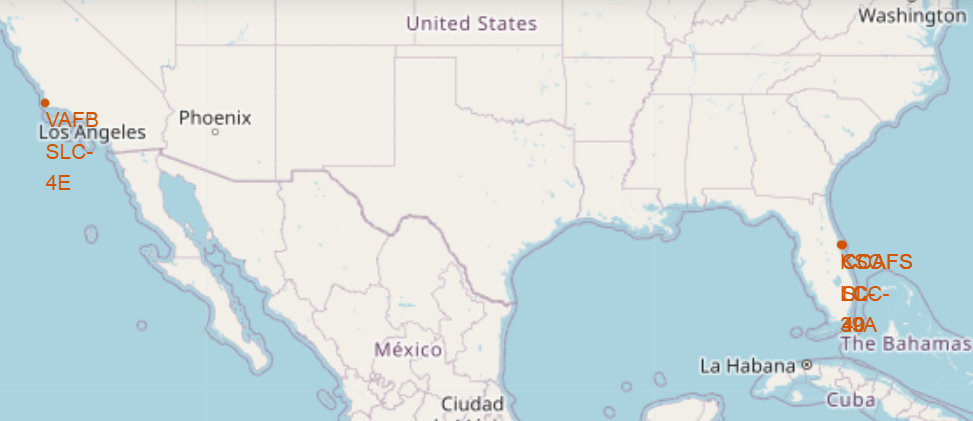 United States
Washington
VAFB
Los Angeles
SLC-
4E
Phoenix
México
Ciudad
La Habana
The Bahamas
Cuba